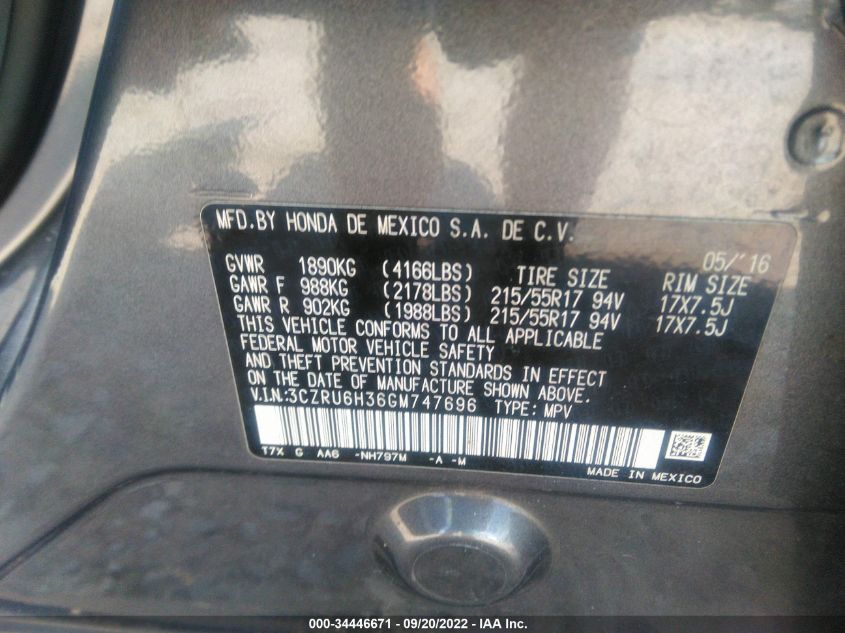 MFD.BY HONDA DE MEXICO S.A. DE C.V.
05/'16
GVWR 1890KG (4166LBS) TIRE SIZE RIM SIZE
GAWR F 988KG (2178LBS) 215/55R17 94V 17X7.5J
GAWR R 902KG (1988LBS) 215/55R17 94V 17X7.5J
THIS VEHICLE CONFORMS TO ALL APPLICABLE
FEDERAL MOTOR VEHICLE SAFETY
AND THEFT PREVENTION STANDARDS IN EFFECT
ON THE DATE OF MANUFACTURE SHOWN ABOVE.
V.I.N:3CZRU6H36GM747696 TYPE: MPV
T7X G AA6 -NH797M -A -M
MADE IN MEXICO
000-34446671 - 09/20/2022 - IAA Inc.